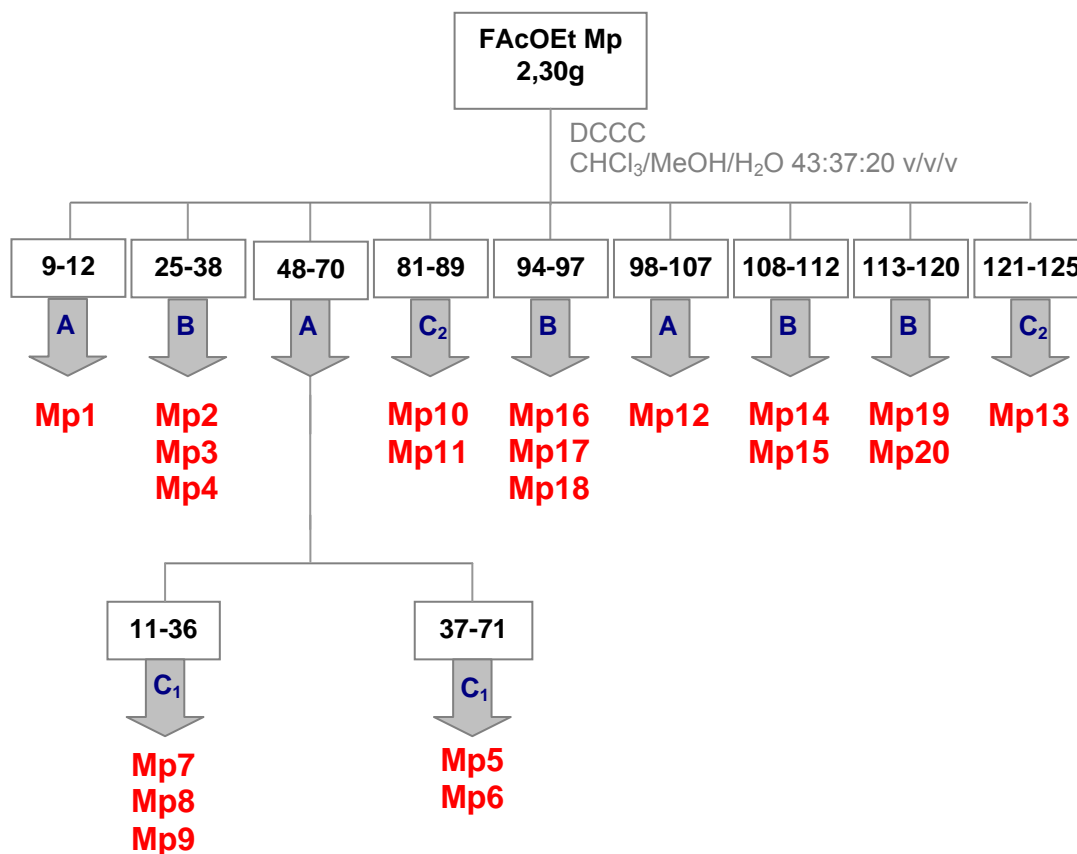 FAcOEt Mp
2,30g
DCCC
CHCl₃/MeOH/H₂O 43:37:20 v/v/v
9-12
25-38
48-70
81-89
94-97
98-107
108-112
113-120
121-125
A
B
A
C₂
B
A
B
B
C₂
Mp1
Mp2
Mp3
Mp4
Mp10
Mp11
Mp16
Mp17
Mp18
Mp12
Mp14
Mp15
Mp19
Mp20
Mp13
11-36
37-71
C₁
C₁
Mp7
Mp8
Mp9
Mp5
Mp6